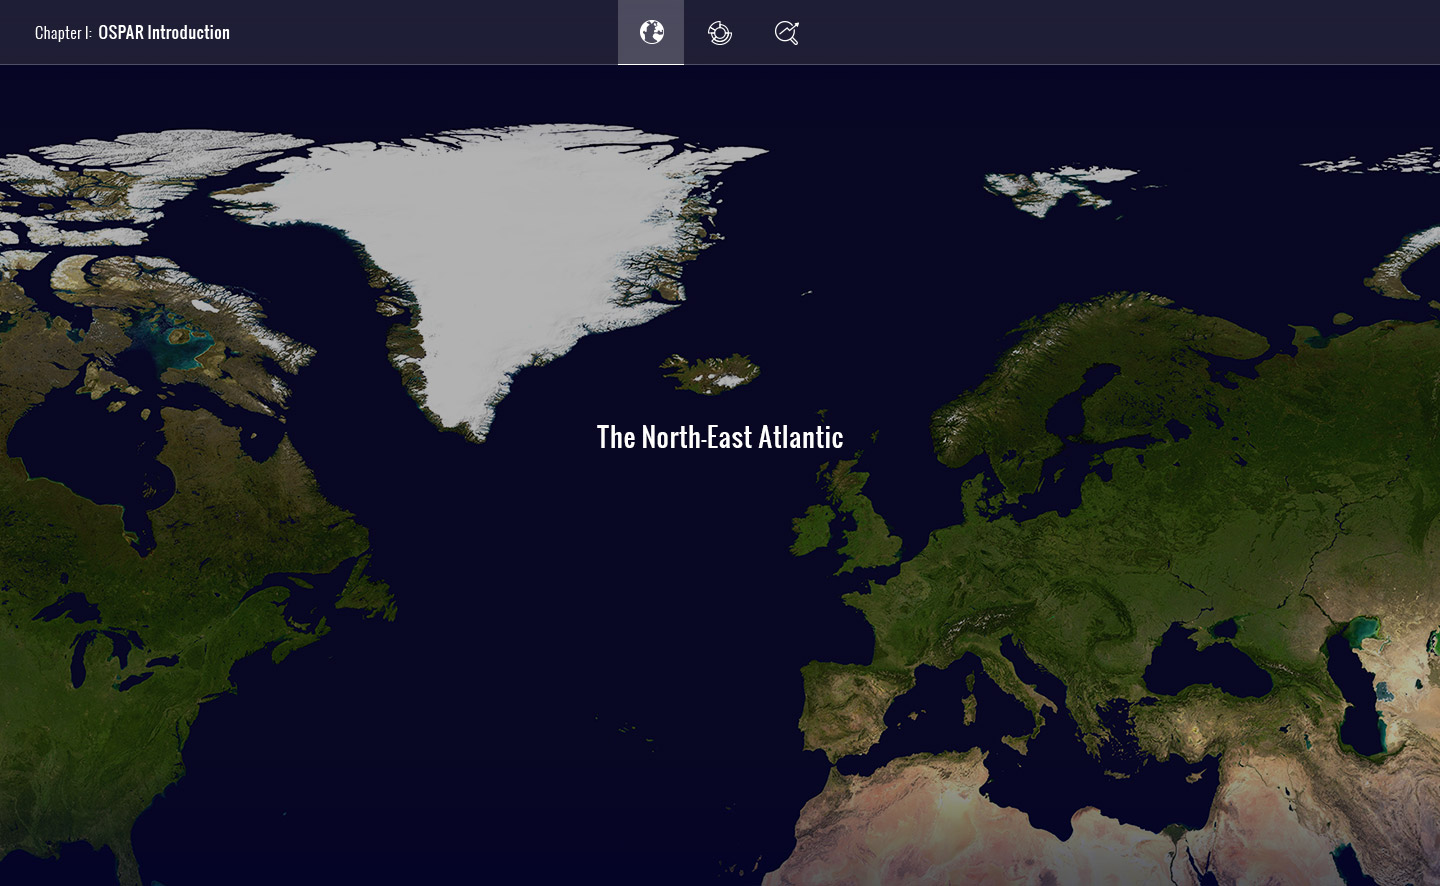 Chapter I: OSPAR Introduction
The North-East Atlantic